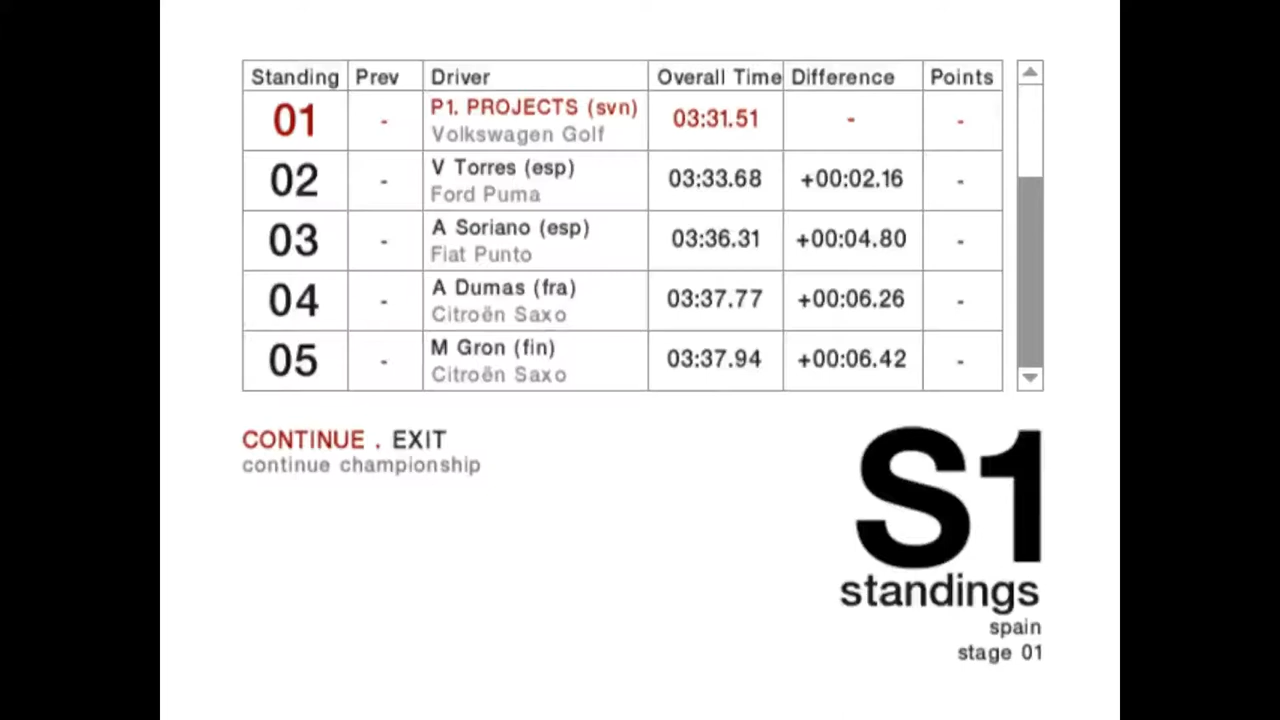 Standing Prev Driver Overall Time Difference Points
01 - P1. PROJECTS (svn) 03:31.51 - -
Volkswagen Golf
02 - V Torres (esp) 03:33.68 +00:02.16 -
Ford Puma
03 - A Soriano (esp) 03:36.31 +00:04.80 -
Fiat Punto
04 - A Dumas (fra) 03:37.77 +00:06.26 -
Citroën Saxo
05 - M Gron (fin) 03:37.94 +00:06.42 -
Citroën Saxo
CONTINUE . EXIT
continue championship
S1
standings
spain
stage 01